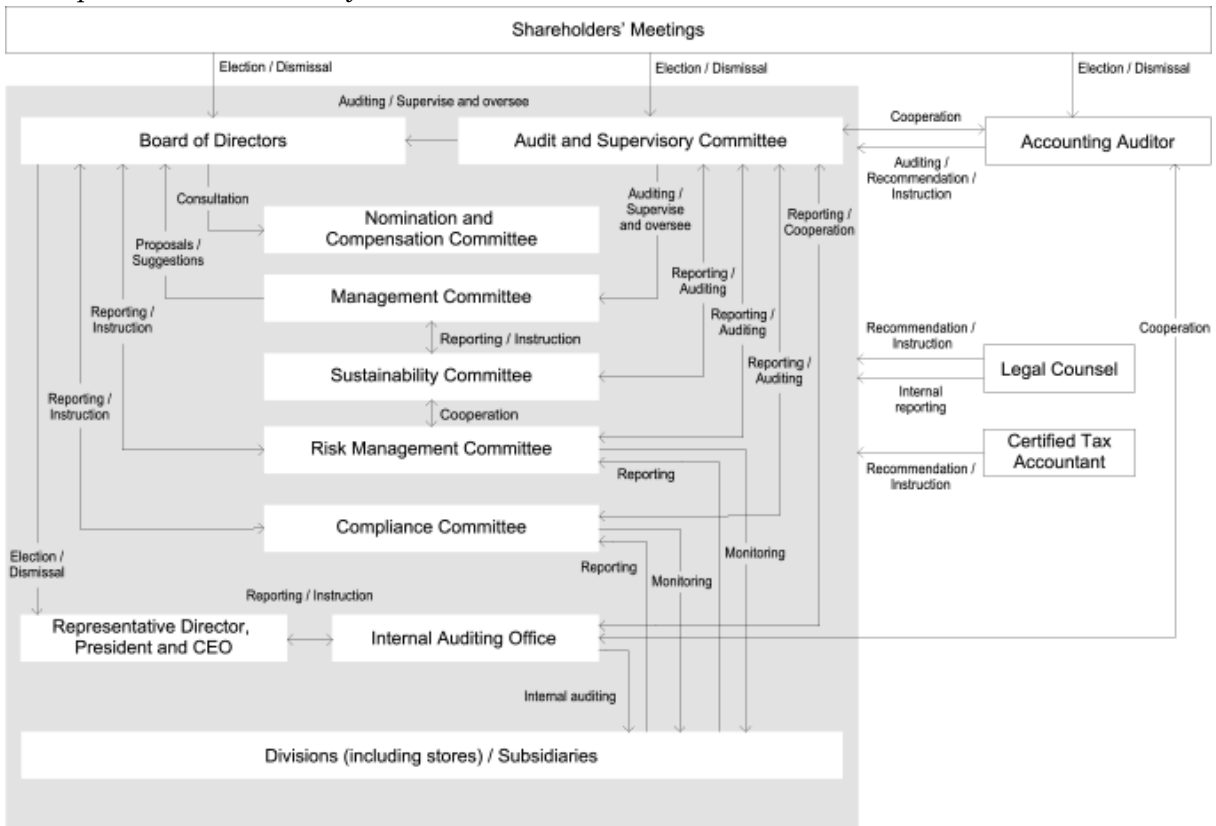 Shareholders' Meetings
Election / Dismissal
Election / Dismissal
Election / Dismissal
Auditing / Supervise and oversee
Board of Directors
Audit and Supervisory Committee
Cooperation
Accounting Auditor
Auditing /
Recommendation /
Instruction
Consultation
Nomination and
Compensation Committee
Auditing /
Supervise
and oversee
Reporting /
Cooperation
Proposals /
Suggestions
Management Committee
Reporting /
Auditing
Reporting /
Instruction
Reporting / Instruction
Reporting /
Auditing
Recommendation /
Instruction
Cooperation
Sustainability Committee
Reporting /
Auditing
Legal Counsel
Internal
reporting
Reporting /
Instruction
Cooperation
Risk Management Committee
Reporting
Certified Tax
Accountant
Recommendation /
Instruction
Compliance Committee
Election /
Dismissal
Reporting
Monitoring
Monitoring
Reporting / Instruction
Representative Director,
President and CEO
Internal Auditing Office
Internal auditing
Divisions (including stores) / Subsidiaries